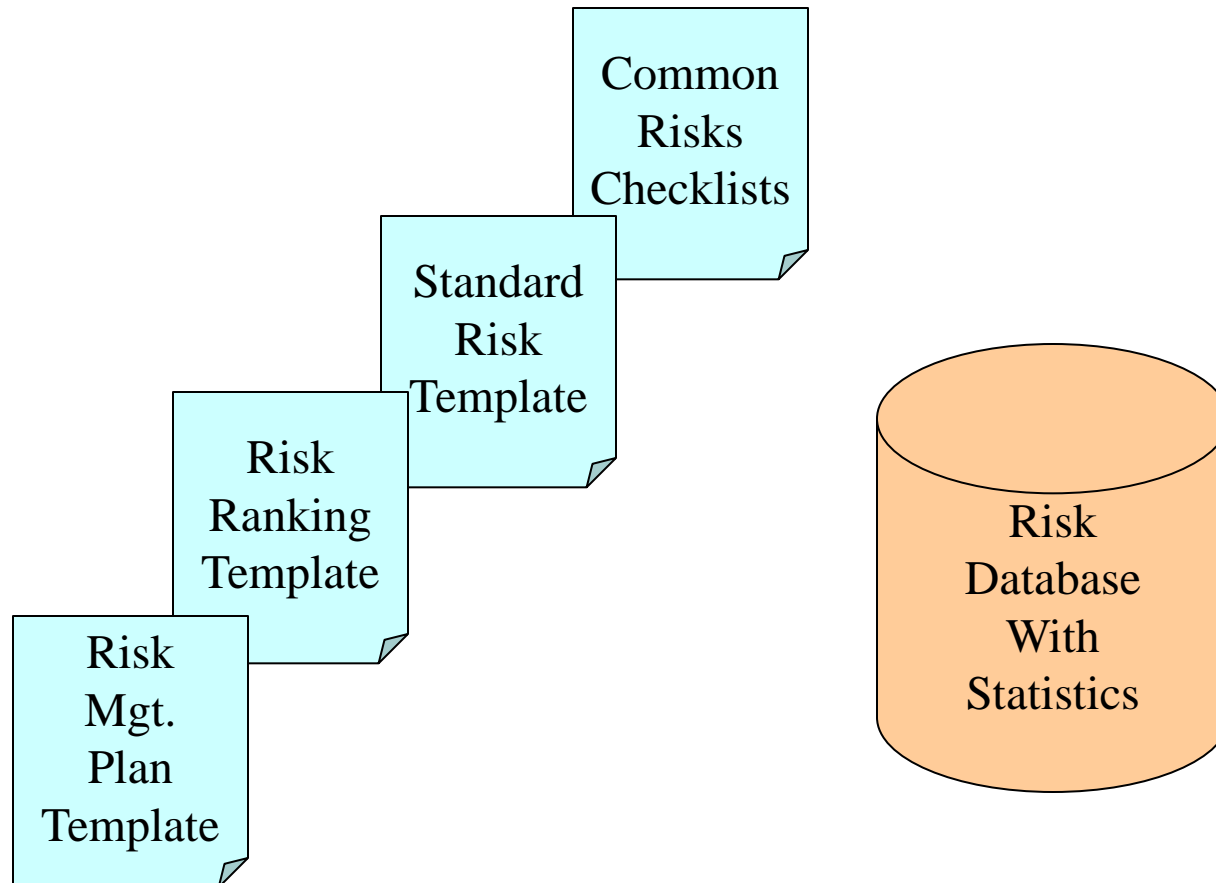 Common
Risks
Checklists
Standard
Risk
Template
Risk
Ranking
Template
Risk
Mgt.
Plan
Template
Risk
Database
With
Statistics